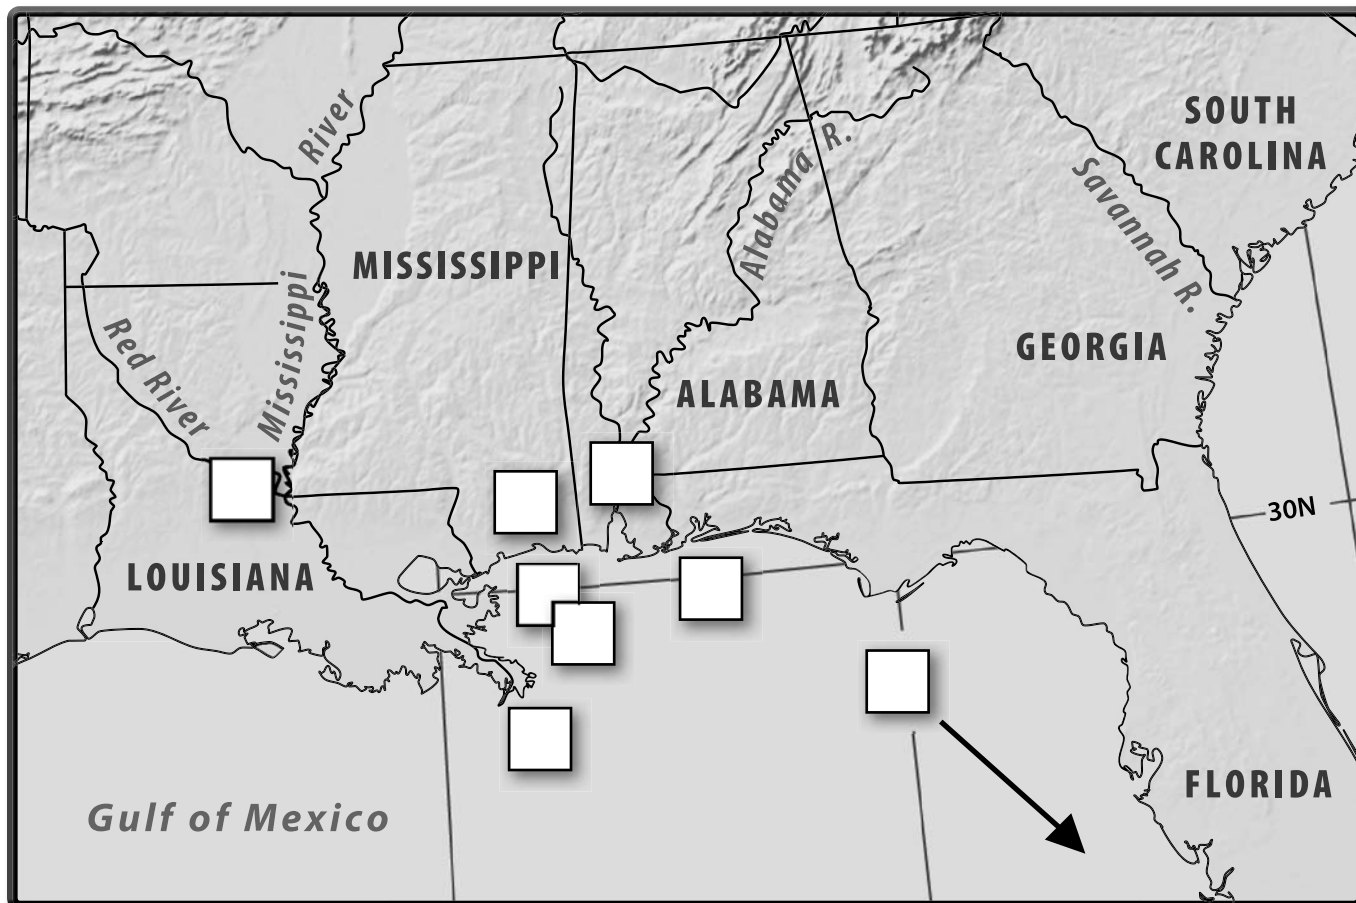 SOUTH
CAROLINA
River
Alabama R.
Savannah R.
MISSISSIPPI
Mississippi
Red River
GEORGIA
ALABAMA
30N
LOUISIANA
FLORIDA
Gulf of Mexico